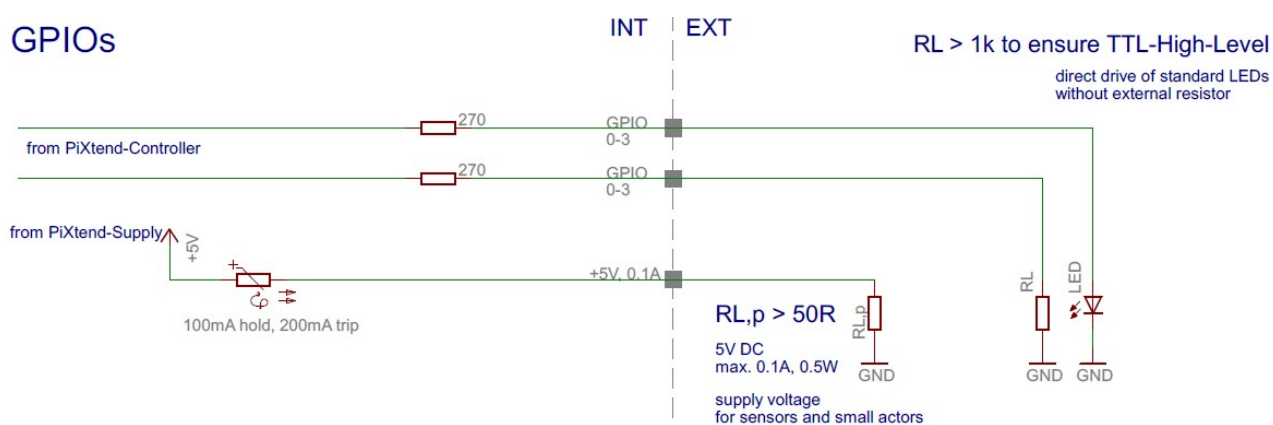 GPIOs
INT
EXT
RL > 1k to ensure TTL-High-Level
direct drive of standard LEDs
without external resistor
270
GPIO
0-3
from PiXtend-Controller
270
GPIO
0-3
from PiXtend-Supply
+5V
+
+5V, 0.1A
100mA hold, 200mA trip
RL,p > 50R
5V DC
max. 0.1A, 0.5W
supply voltage
for sensors and small actors
RL,p
GND
RL
GND
LED
GND